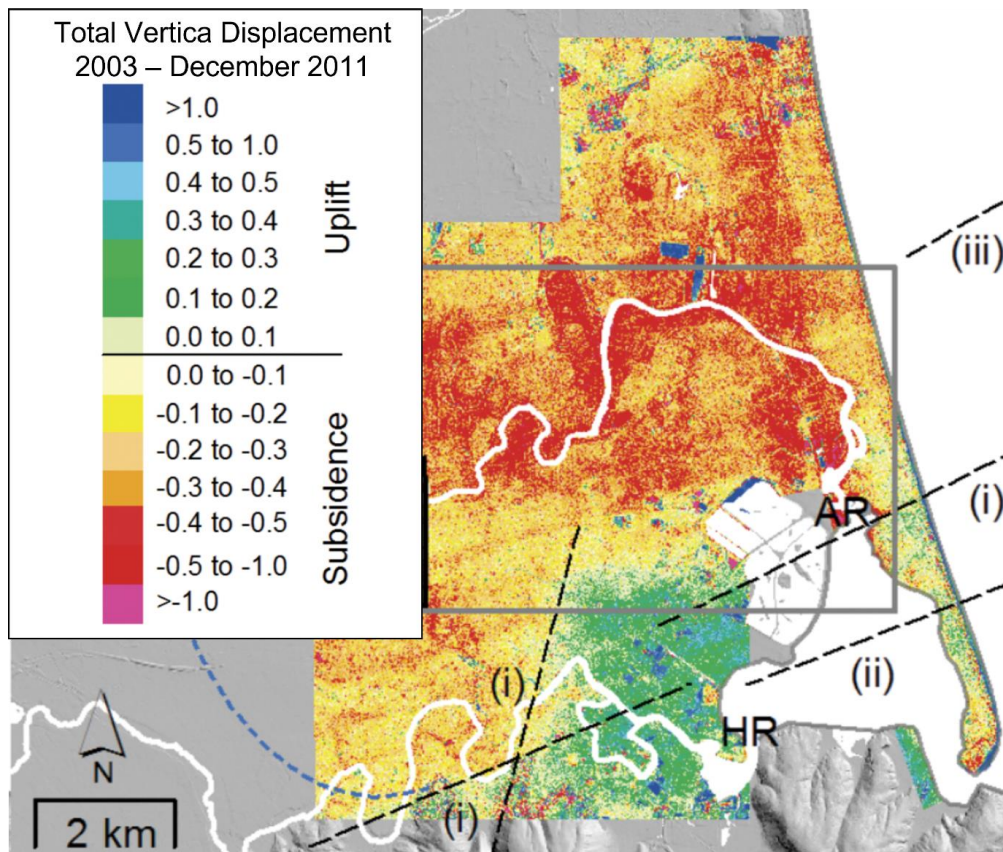 Total Vertica Displacement
2003 – December 2011
>1.0
0.5 to 1.0
0.4 to 0.5
0.3 to 0.4
0.2 to 0.3
0.1 to 0.2
0.0 to 0.1
Uplift
0.0 to -0.1
-0.1 to -0.2
-0.2 to -0.3
-0.3 to -0.4
-0.4 to -0.5
-0.5 to -1.0
>-1.0
Subsidence
(iii)
(i)
AR
(ii)
(i)
HR
(i)
N
2 km